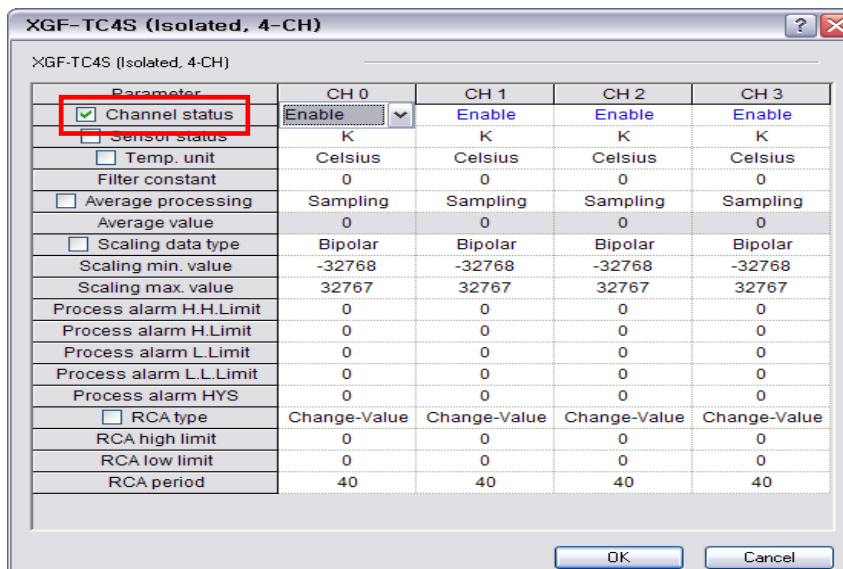 XGF-TC4S (Isolated, 4-CH)
XGF-TC4S (Isolated, 4-CH)
Parameter CH 0 CH 1 CH 2 CH 3
Channel status Enable Enable Enable Enable
Sensor status K K K K
Temp. unit Celsius Celsius Celsius Celsius
Filter constant 0 0 0 0
Average processing Sampling Sampling Sampling Sampling
Average value 0 0 0 0
Scaling data type Bipolar Bipolar Bipolar Bipolar
Scaling min. value -32768 -32768 -32768 -32768
Scaling max. value 32767 32767 32767 32767
Process alarm H.H.Limit 0 0 0 0
Process alarm H.Limit 0 0 0 0
Process alarm L.Limit 0 0 0 0
Process alarm L.L.Limit 0 0 0 0
Process alarm HYS 0 0 0 0
RCA type Change-Value Change-Value Change-Value Change-Value
RCA high limit 0 0 0 0
RCA low limit 0 0 0 0
RCA period 40 40 40 40
OK Cancel